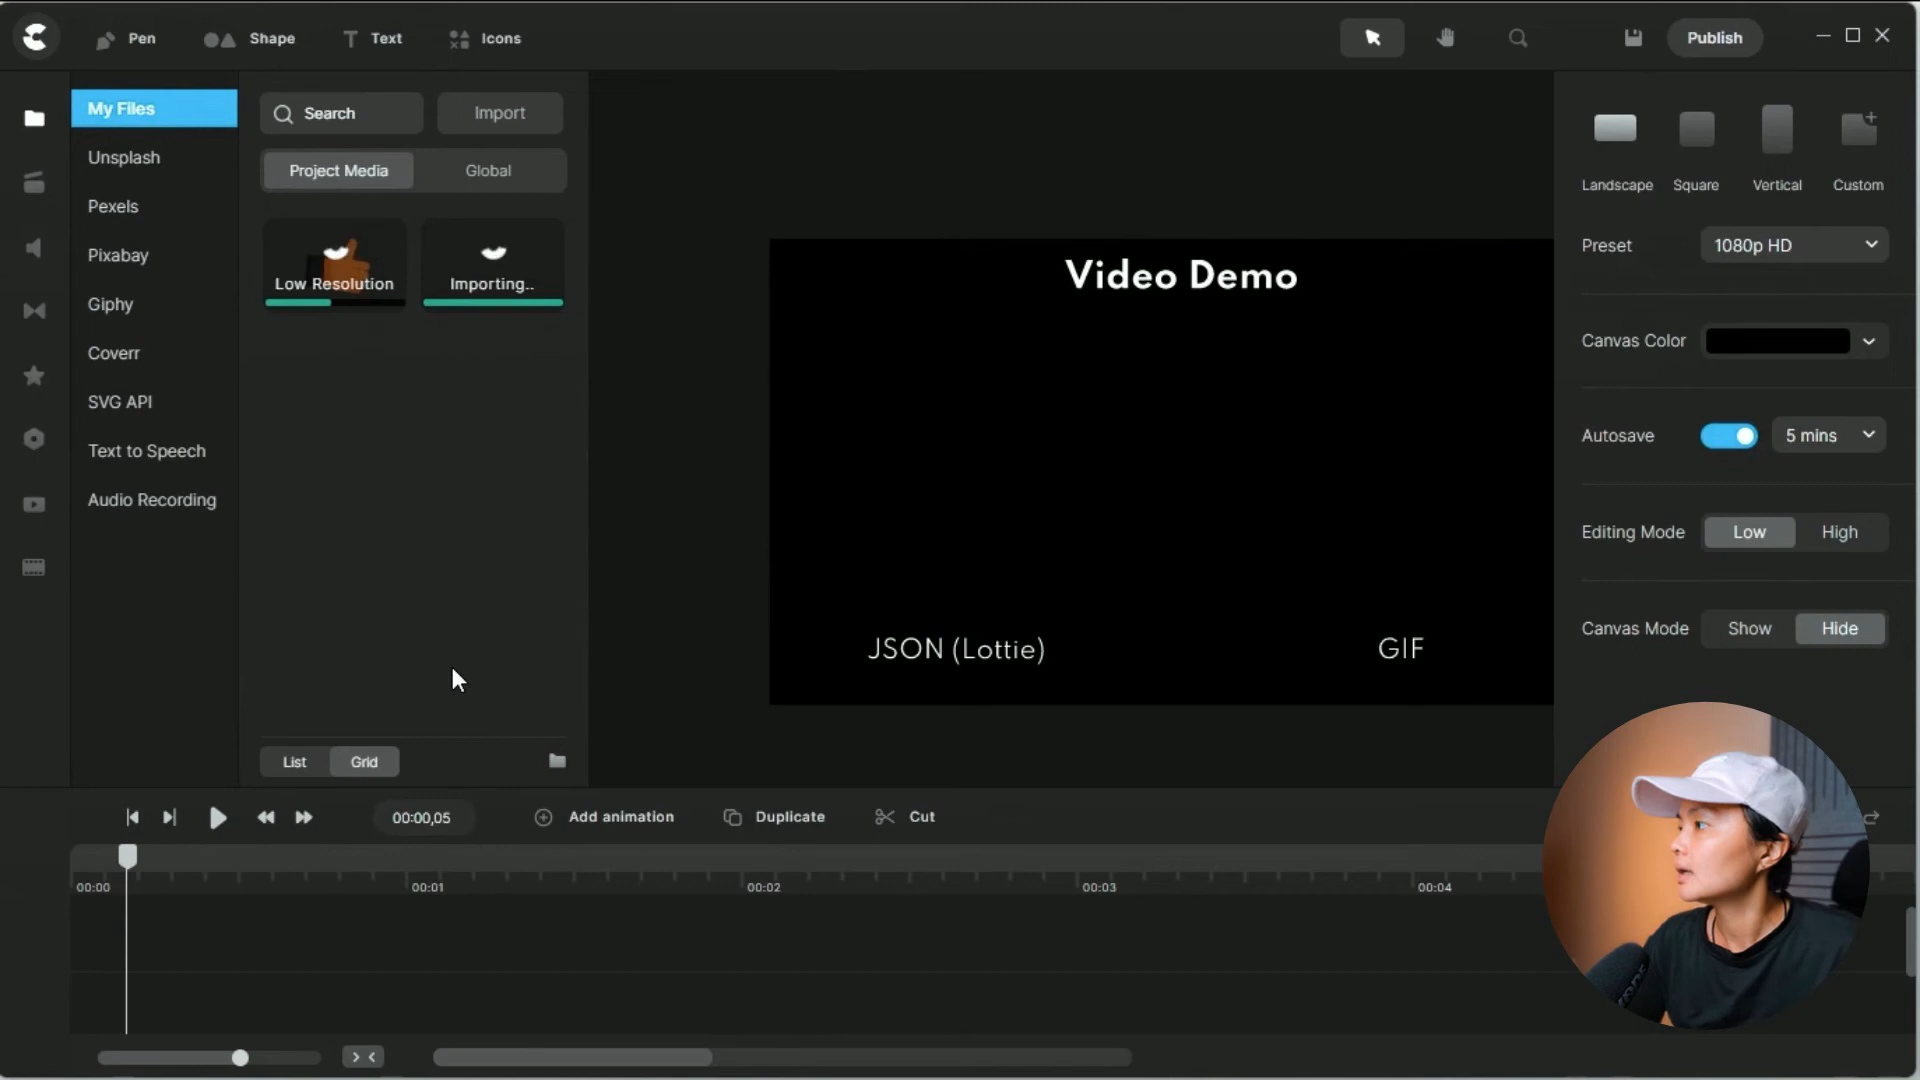 Pen
Shape
Text
Icons
Publish
My Files
Unsplash
Pexels
Pixabay
Giphy
Coverr
SVG API
Text to Speech
Audio Recording
Search
Import
Project Media
Global
Low Resolution
Importing..
List
Grid
Video Demo
JSON (Lottie)
GIF
Landscape
Square
Vertical
Custom
Preset
1080p HD
Canvas Color
Autosave
5 mins
Editing Mode
Low
High
Canvas Mode
Show
Hide
00:00,05
Add animation
Duplicate
Cut
00:00
00:01
00:02
00:03
00:04